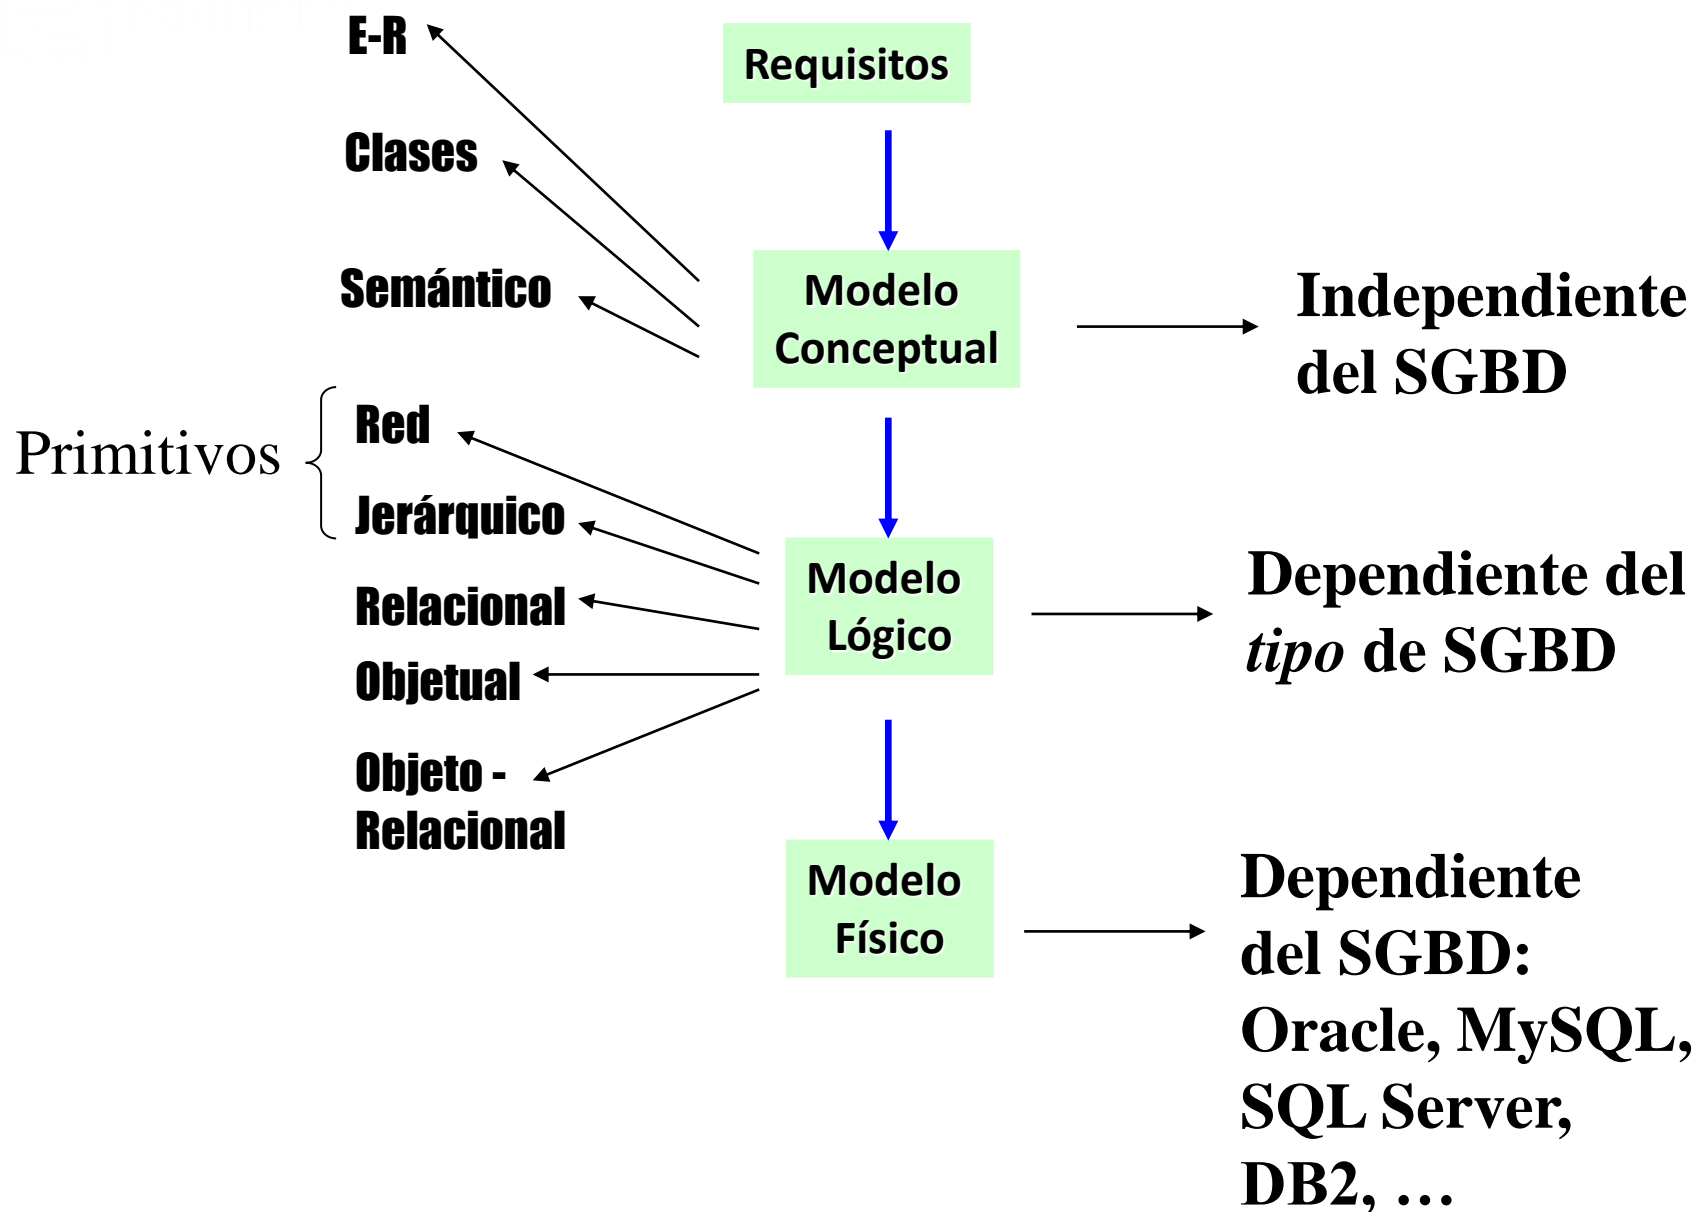 E-R
Requisitos
Clases
Semántico
Modelo
Conceptual
Independiente
del SGBD
Primitivos
Red
Jerárquico
Relacional
Objetual
Objeto -
Relacional
Modelo
Lógico
Dependiente del
tipo de SGBD
Modelo
Físico
Dependiente
del SGBD:
Oracle, MySQL,
SQL Server,
DB2, …